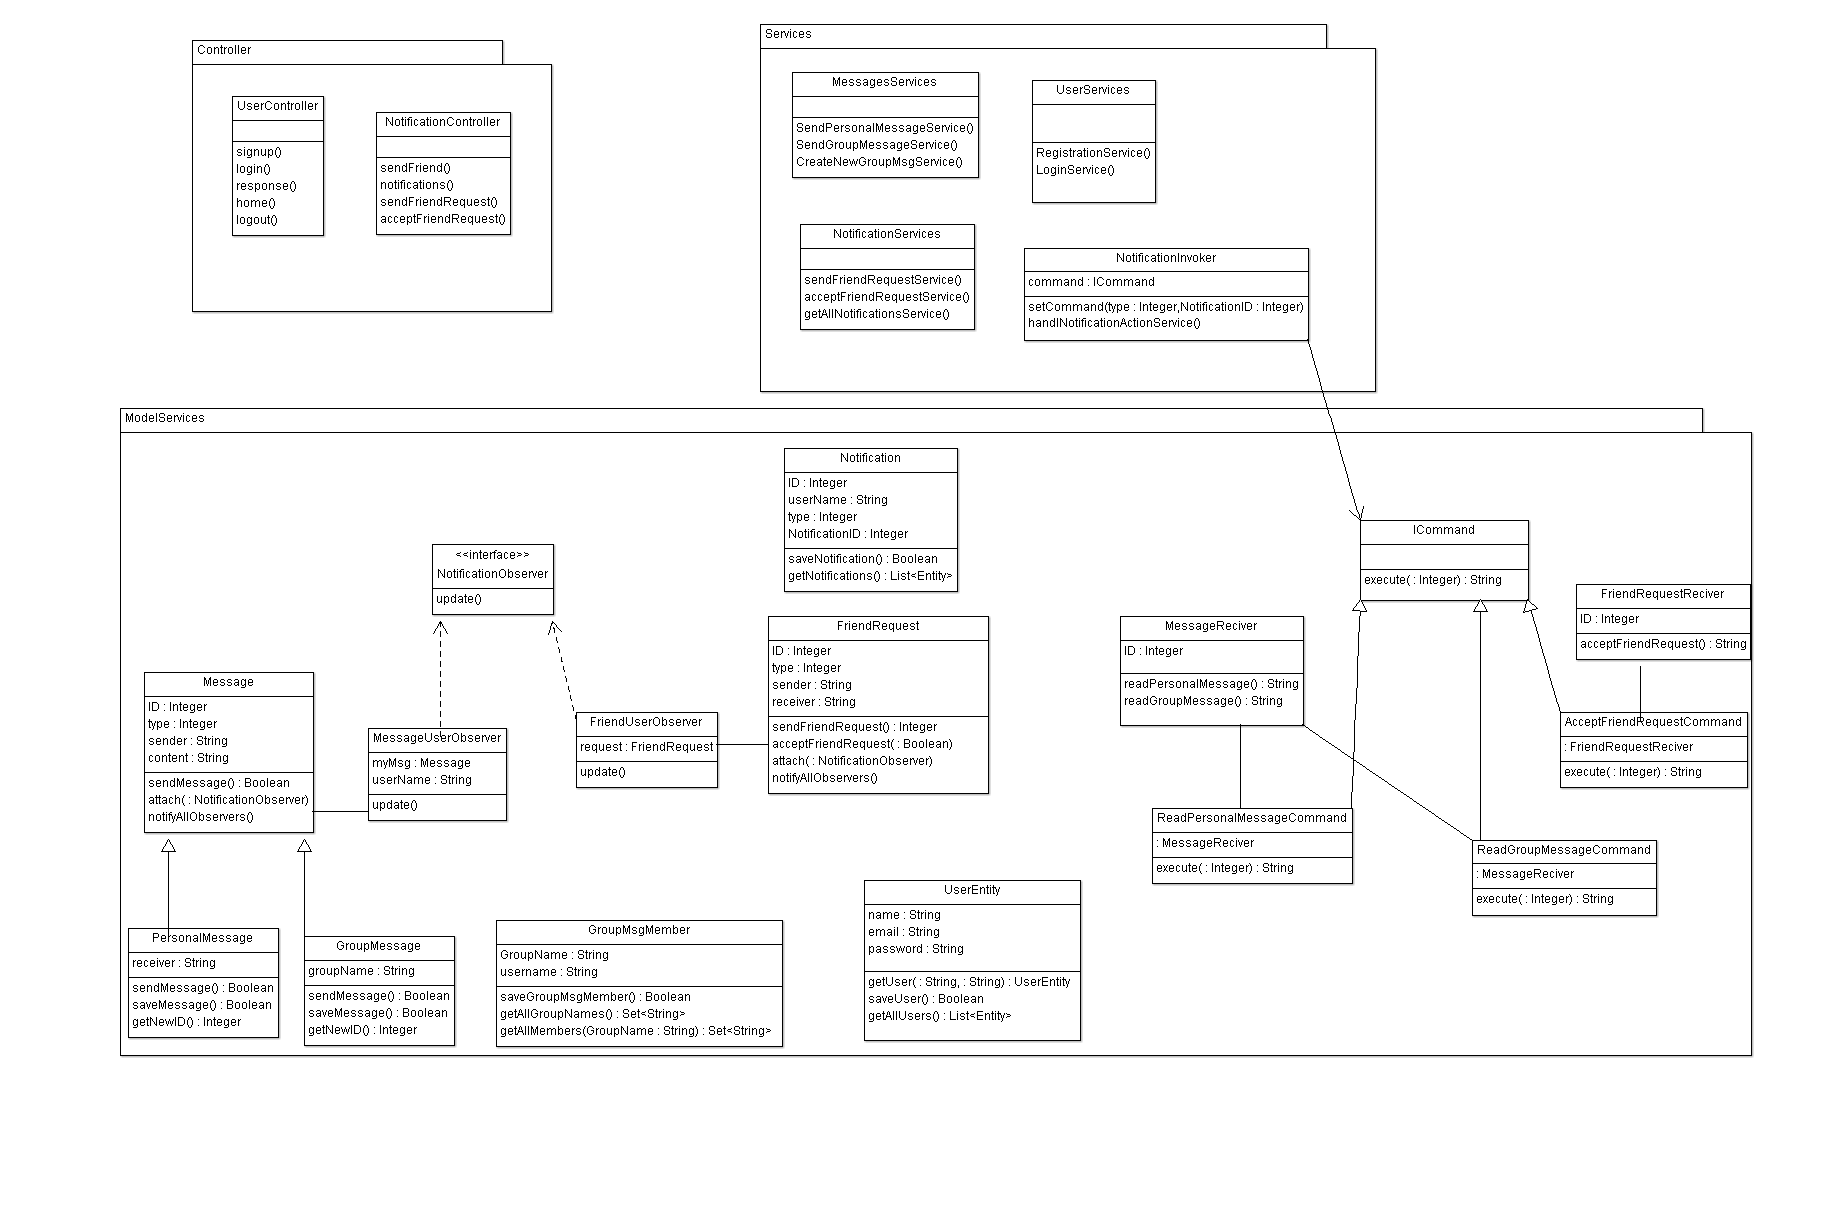 Controller
UserController
signup()
login()
response()
home()
logout()
NotificationController
sendFriend()
notifications()
sendFriendRequest()
acceptFriendRequest()
Services
MessagesServices
SendPersonalMessageService()
SendGroupMessageService()
CreateNewGroupMsgService()
UserServices
RegistrationService()
LoginService()
NotificationServices
sendFriendRequestService()
acceptFriendRequestService()
getAllNotificationsService()
NotificationInvoker
command : ICommand
setCommand(type : Integer,NotificationID : Integer)
handlNotificationActionService()
ModelServices
Notification
ID : Integer
userName : String
type : Integer
NotificationID : Integer
saveNotification() : Boolean
getNotifications() : List<Entity>
<<interface>>
NotificationObserver
update()
ICommand
execute( : Integer) : String
FriendRequestReciver
ID : Integer
acceptFriendRequest() : String
MessageReciver
ID : Integer
readPersonalMessage() : String
readGroupMessage() : String
FriendRequest
ID : Integer
type : Integer
sender : String
receiver : String
sendFriendRequest() : Integer
acceptFriendRequest( : Boolean)
attach( : NotificationObserver)
notifyAllObservers()
Message
ID : Integer
type : Integer
sender : String
content : String
sendMessage() : Boolean
attach( : NotificationObserver)
notifyAllObservers()
MessageUserObserver
myMsg : Message
userName : String
update()
FriendUserObserver
request : FriendRequest
update()
AcceptFriendRequestCommand
: FriendRequestReciver
execute( : Integer) : String
ReadPersonalMessageCommand
: MessageReciver
execute( : Integer) : String
ReadGroupMessageCommand
: MessageReciver
execute( : Integer) : String
PersonalMessage
receiver : String
sendMessage() : Boolean
saveMessage() : Boolean
getNewID() : Integer
GroupMessage
groupName : String
sendMessage() : Boolean
saveMessage() : Boolean
getNewID() : Integer
GroupMsgMember
GroupName : String
username : String
saveGroupMsgMember() : Boolean
getAllGroupNames() : Set<String>
getAllMembers(GroupName : String) : Set<String>
UserEntity
name : String
email : String
password : String
getUser( : String, : String) : UserEntity
saveUser() : Boolean
getAllUsers() : List<Entity>